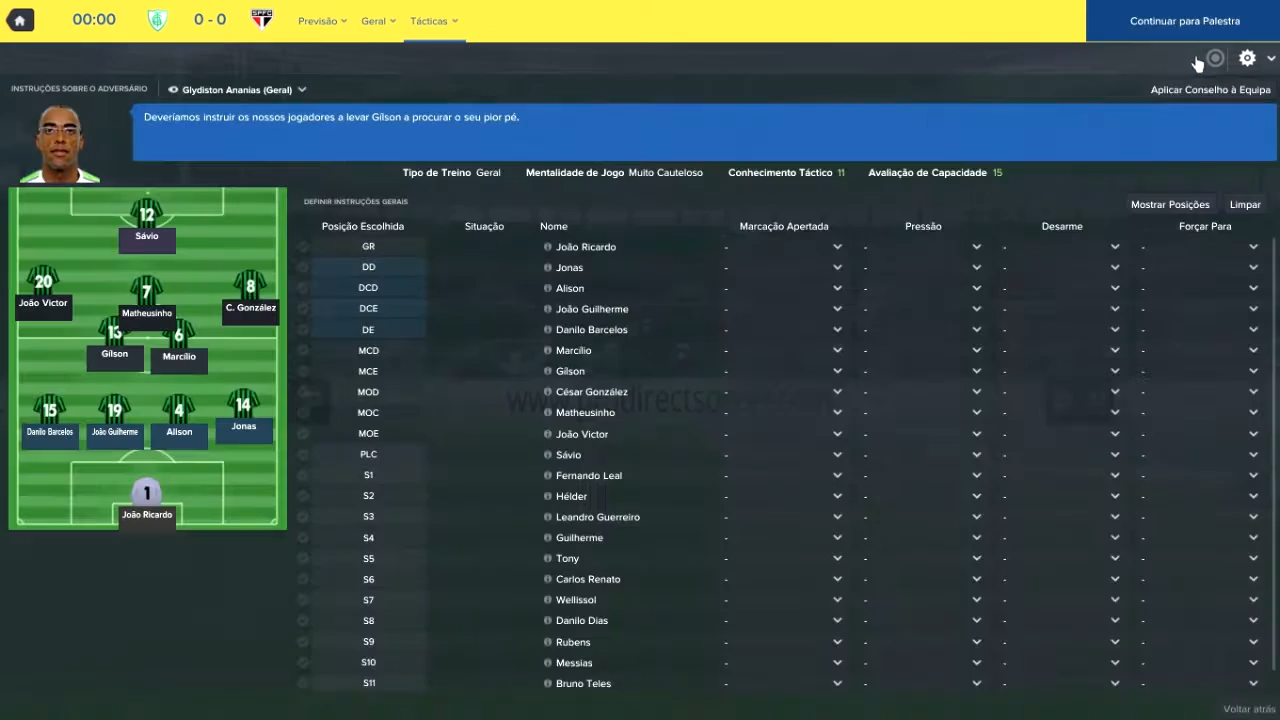 00:00 0 - 0 SPFC Previsão Geral Tácticas Continuar para Palestra
INSTRUÇÕES SOBRE O ADVERSÁRIO Glydiston Ananias (Geral) Aplicar Conselho à Equipa
Deveríamos instruir os nossos jogadores a levar Gílson a procurar o seu pior pé.
Tipo de Treino Geral Mentalidade de Jogo Muito Cauteloso Conhecimento Táctico 11 Avaliação de Capacidade 15
DEFINIR INSTRUÇÕES GERAIS Mostrar Posições Limpar
Posição Escolhida Situação Nome Marcação Apertada Pressão Desarme Forçar Para
GR João Ricardo - - - -
DD Jonas - - - -
DCD Alison - - - -
DCE João Guilherme - - - -
DE Danilo Barcelos - - - -
MCD Marcílio - - - -
MCE Gílson - - - -
MOD César González - - - -
MOC Matheusinho - - - -
MOE João Victor - - - -
PLC Sávio - - - -
S1 Fernando Leal - - - -
S2 Hélder - - - -
S3 Leandro Guerreiro - - - -
S4 Guilherme - - - -
S5 Tony - - - -
S6 Carlos Renato - - - -
S7 Wellissol - - - -
S8 Danilo Dias - - - -
S9 Rubens - - - -
S10 Messias - - - -
S11 Bruno Teles - - - -
12
Sávio
20 7 8
João Victor Matheusinho C. González
13 6
Gílson Marcílio
15 19 4 14
Danilo Barcelos João Guilherme Alison Jonas
1
João Ricardo
Voltar atrás